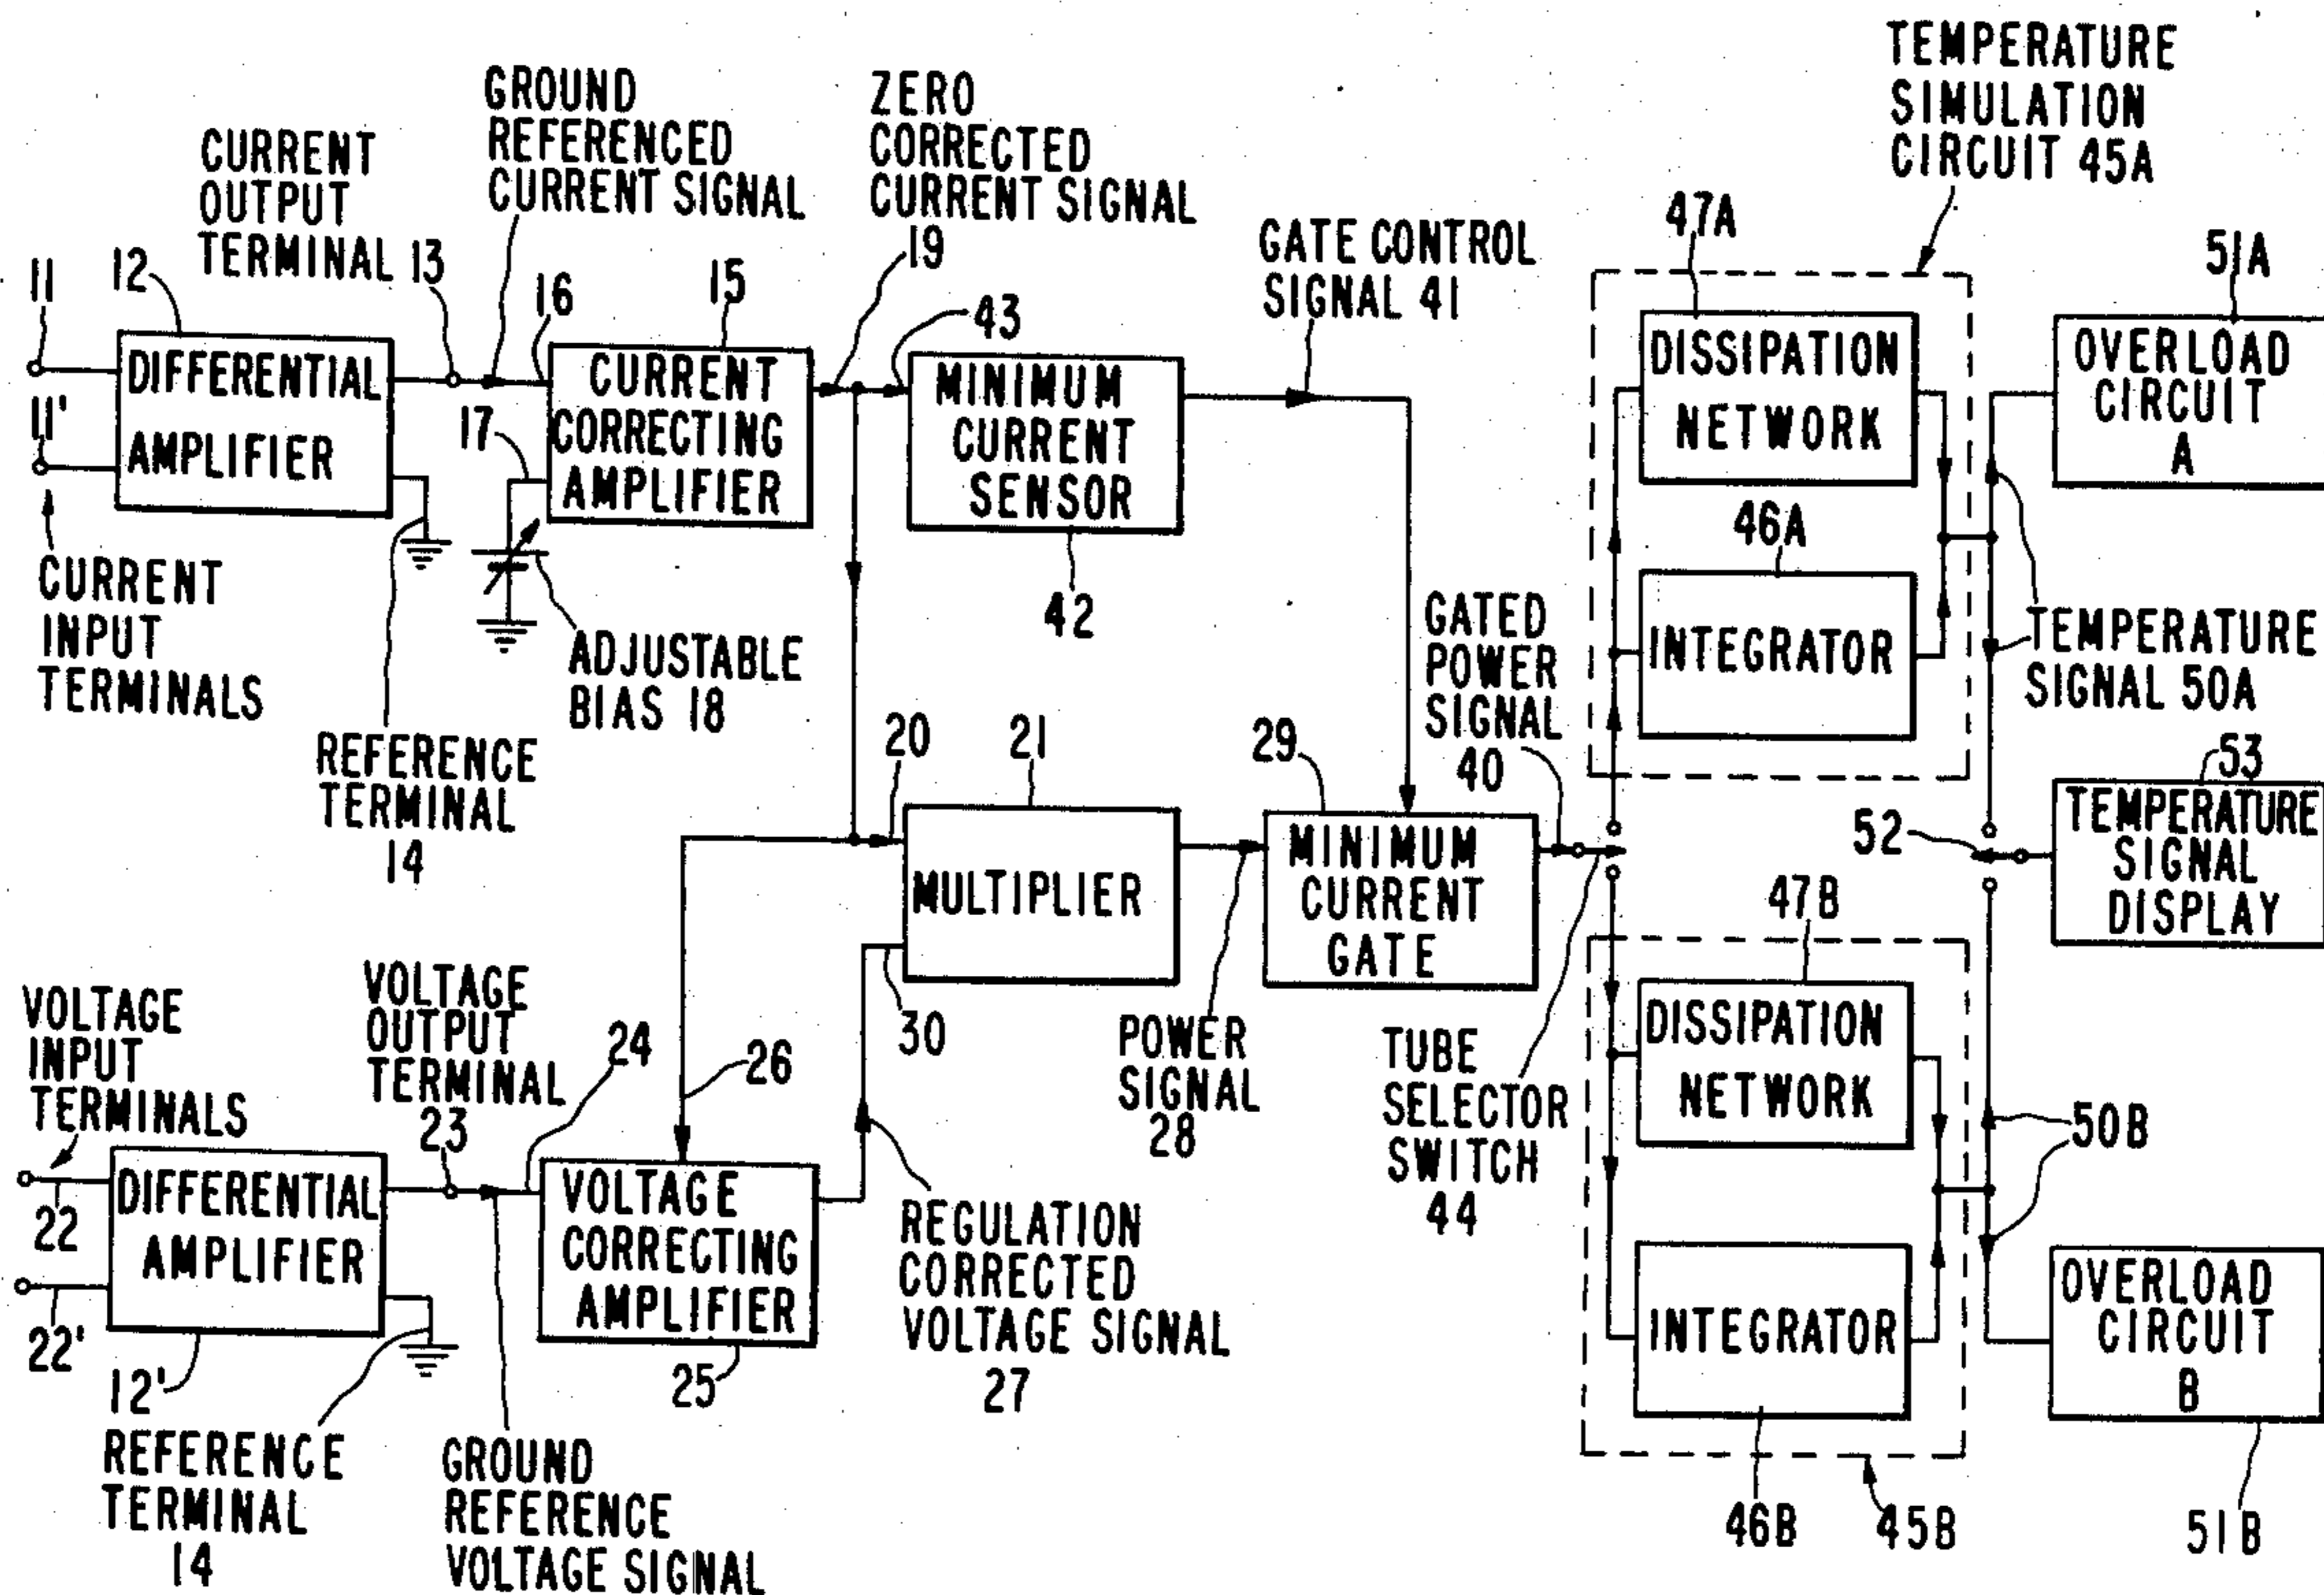 TEMPERATURE
SIMULATION
CIRCUIT 45A
GROUND
REFERENCED
CURRENT SIGNAL
ZERO
CORRECTED
CURRENT SIGNAL
19
CURRENT
OUTPUT
TERMINAL 13
GATE CONTROL
SIGNAL 41
47A
51A
11
12
16
15
43
11'
DIFFERENTIAL
AMPLIFIER
17
CURRENT
CORRECTING
AMPLIFIER
MINIMUM
CURRENT
SENSOR
DISSIPATION
NETWORK
OVERLOAD
CIRCUIT
A
46A
CURRENT
INPUT
TERMINALS
42
ADJUSTABLE
BIAS 18
GATED
POWER
SIGNAL
40
INTEGRATOR
TEMPERATURE
SIGNAL 50A
REFERENCE
TERMINAL
14
20
21
29
53
52
TEMPERATURE
SIGNAL
DISPLAY
MULTIPLIER
MINIMUM
CURRENT
GATE
47B
VOLTAGE
INPUT
TERMINALS
VOLTAGE
OUTPUT
TERMINAL
23
24
26
30
POWER
SIGNAL
28
TUBE
SELECTOR
SWITCH
44
DISSIPATION
NETWORK
50B
22
22'
DIFFERENTIAL
AMPLIFIER
VOLTAGE
CORRECTING
AMPLIFIER
REGULATION
CORRECTED
VOLTAGE SIGNAL
27
INTEGRATOR
OVERLOAD
CIRCUIT
B
12'
25
REFERENCE
TERMINAL
14
GROUND
REFERENCE
VOLTAGE SIGNAL
46B
45B
51B